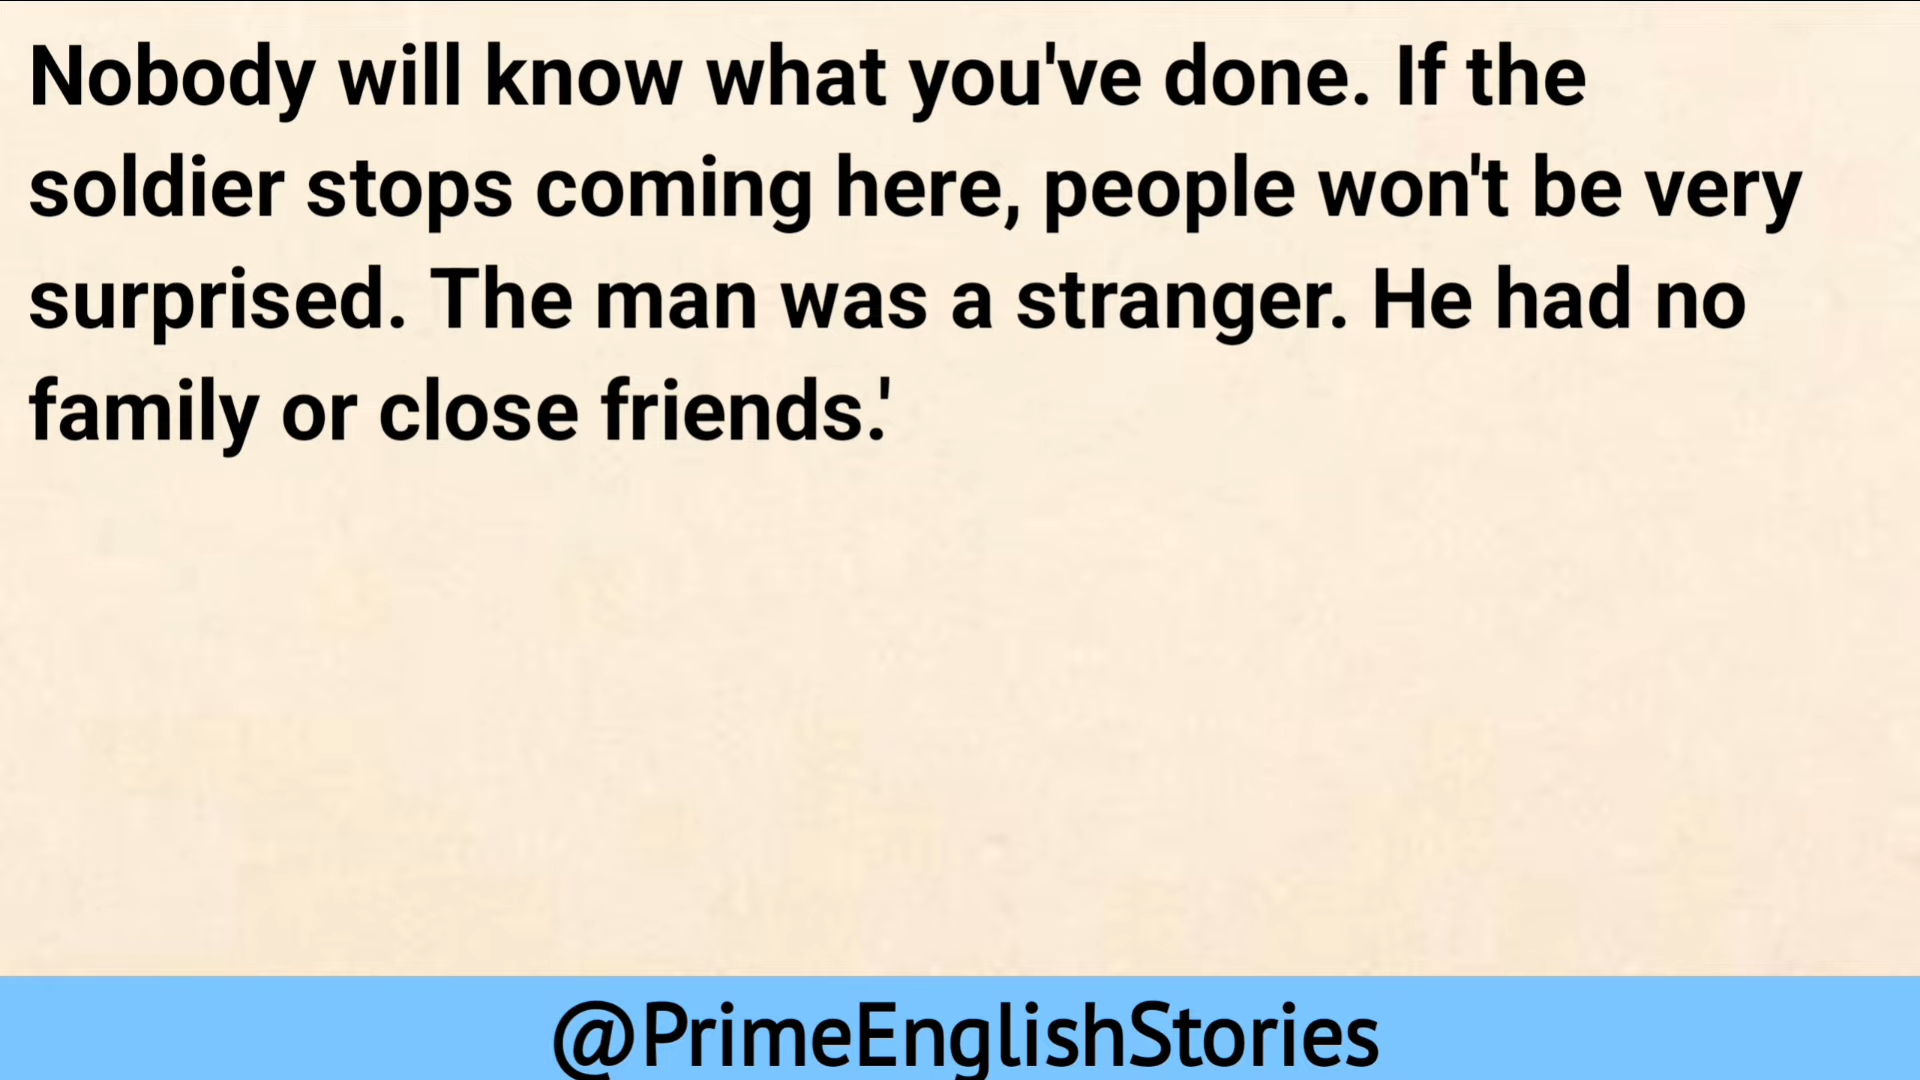 Nobody will know what you've done. If the
soldier stops coming here, people won't be very
surprised. The man was a stranger. He had no
family or close friends.'
@PrimeEnglishStories